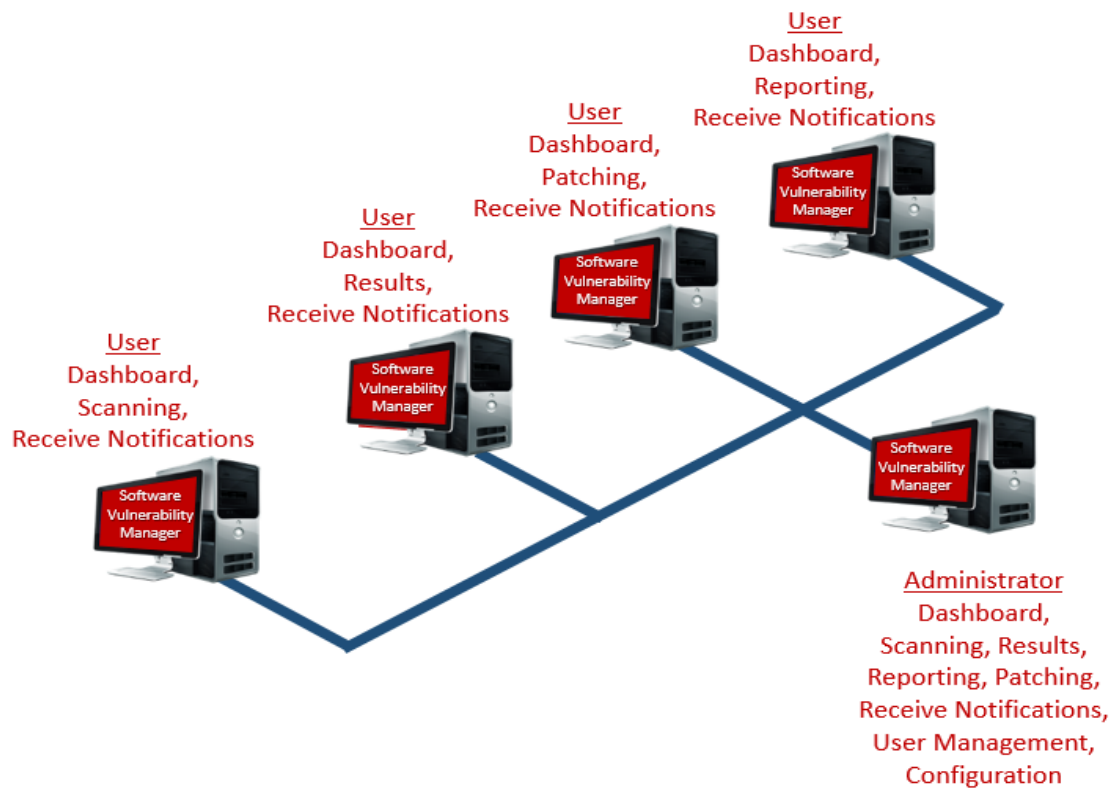 User
Dashboard,
Reporting,
Receive Notifications
Software
Vulnerability
Manager
User
Dashboard,
Patching,
Receive Notifications
Software
Vulnerability
Manager
User
Dashboard,
Results,
Receive Notifications
Software
Vulnerability
Manager
User
Dashboard,
Scanning,
Receive Notifications
Software
Vulnerability
Manager
Software
Vulnerability
Manager
Administrator
Dashboard,
Scanning, Results,
Reporting, Patching,
Receive Notifications,
User Management,
Configuration